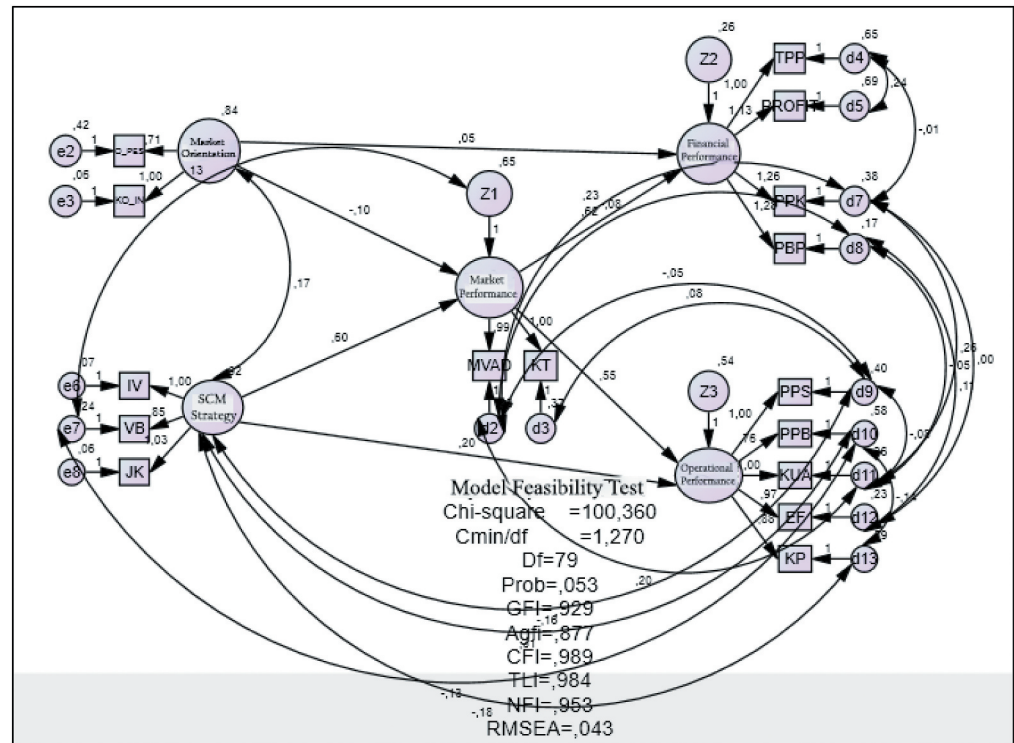 ,26
Z2
TPP
1
d4
,65
1
1,00
,24
,84
PROFIT
1
d5
,69
1,13
,42
e2
1
O_PES
,71
Market
Orientation
,05
Financial
Performance
-,01
,05
e3
1
KO_IN
1,00
,13
,65
Z1
1
,23
,62
,08
1,26
PPK
1
d7
,38
1,28
PBP
1
d8
,17
-,10
Market
Performance
,17
-,05
,08
,60
,99
1,00
MVAD
KT
1
1
d2
d3
,55
,54
Z3
1
PPS
1
d9
,40
,07
e6
1
IV
1,00
SCM
Strategy
,24
e7
1
VB
,85
,06
e8
1
JK
1,03
1,00
PPB
1
d10
,58
,76
Operational
Performance
KUA
1
d11
,00
,20
EF
1
d12
,23
,97
,88
KP
1
d13
,00
,11
Model Feasibility Test
Chi-square =100,360
Cmin/df =1,270
Df=79
Prob=,053
GFI=,929
Agfi=,877
CFI=,989
TLI=,984
NFI=,953
RMSEA=,043
,20
-,16
-,13
-,18